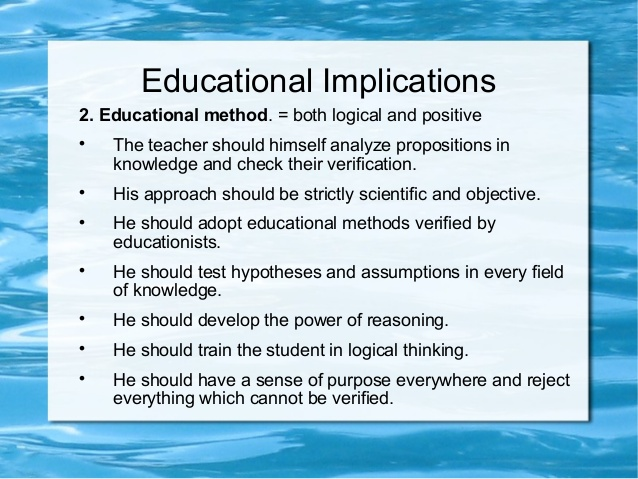 Educational Implications
2. Educational method. = both logical and positive
• The teacher should himself analyze propositions in
knowledge and check their verification.
• His approach should be strictly scientific and objective.
• He should adopt educational methods verified by
educationists.
• He should test hypotheses and assumptions in every field
of knowledge.
• He should develop the power of reasoning.
• He should train the student in logical thinking.
• He should have a sense of purpose everywhere and reject
everything which cannot be verified.